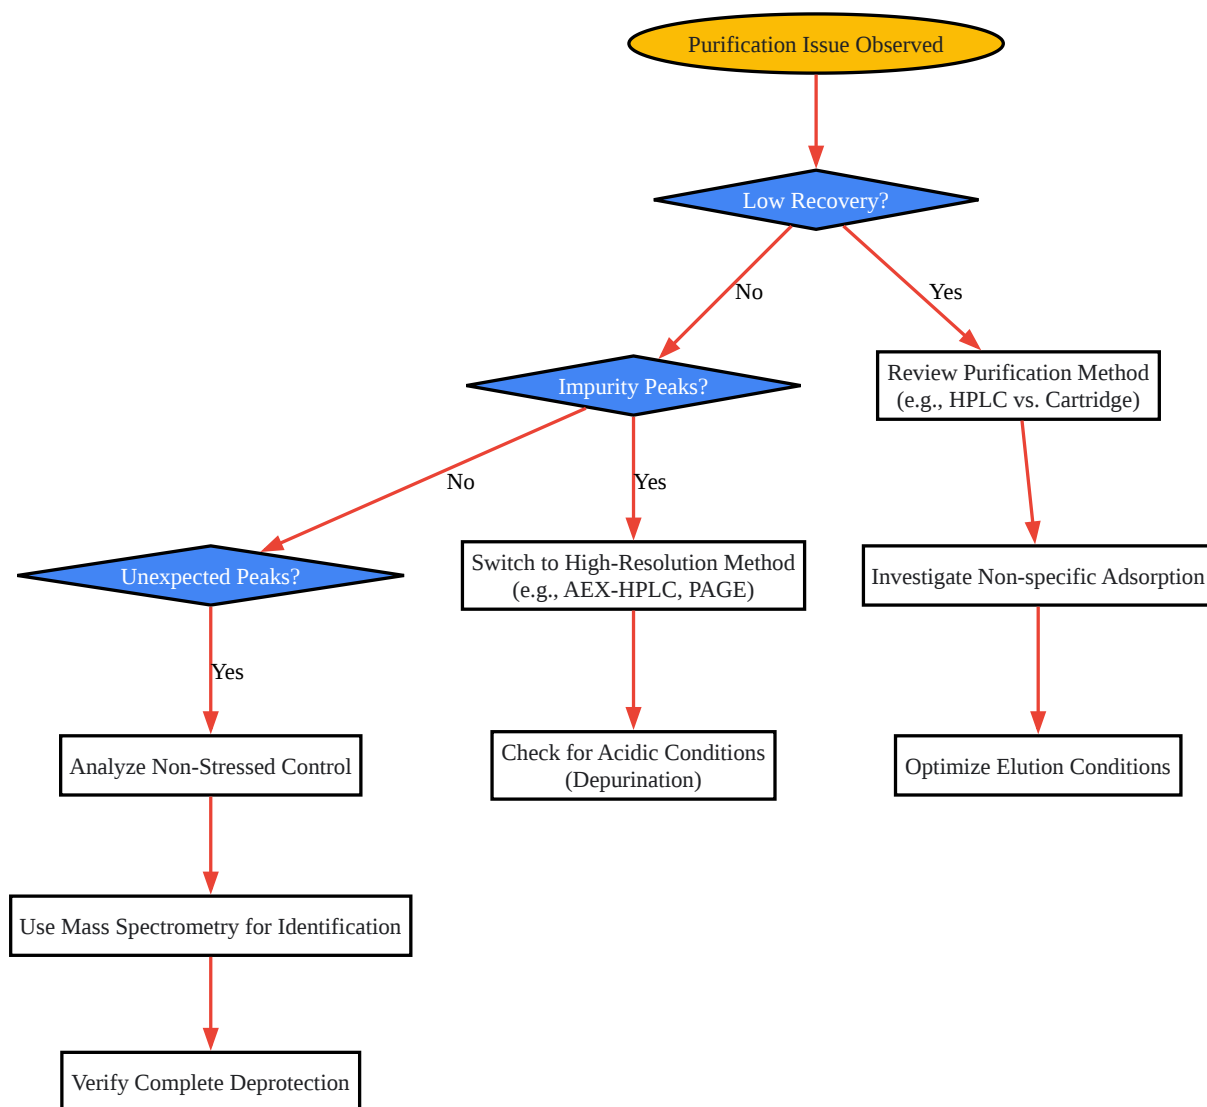 Purification Issue Observed
Low Recovery?
No
Yes
Review Purification Method
(e.g., HPLC vs. Cartridge)
Impurity Peaks?
No
Yes
Switch to High-Resolution Method
(e.g., AEX-HPLC, PAGE)
Investigate Non-specific Adsorption
Unexpected Peaks?
Yes
Check for Acidic Conditions
(Depurination)
Analyze Non-Stressed Control
Optimize Elution Conditions
Use Mass Spectrometry for Identification
Verify Complete Deprotection